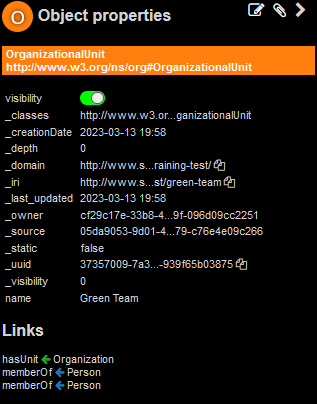 O Object properties
OrganizationalUnit
http://www.w3.org/ns/org#OrganizationalUnit
visibility
_classes http://www.w3.or...ganizationalUnit
_creationDate 2023-03-13 19:58
_depth 0
_domain http://www.s...raining-test/
_iri http://www.s...st/green-team
_last_updated 2023-03-13 19:58
_owner cf29c17e-33b8-4...9f-096d09cc2251
_source 05da9053-9d01-4...79-c76e4e09c266
_static false
_uuid 37357009-7a3...-939f65b03875
_visibility 0
name Green Team
Links
hasUnit ← Organization
memberOf ← Person
memberOf ← Person